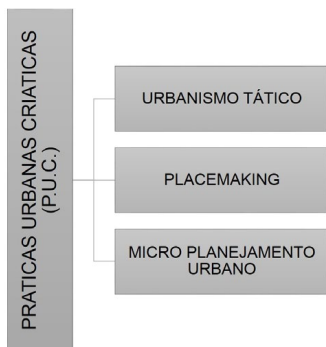 PRATICAS URBANAS CRIATICAS
(P.U.C.)
URBANISMO TÁTICO
PLACEMAKING
MICRO PLANEJAMENTO
URBANO